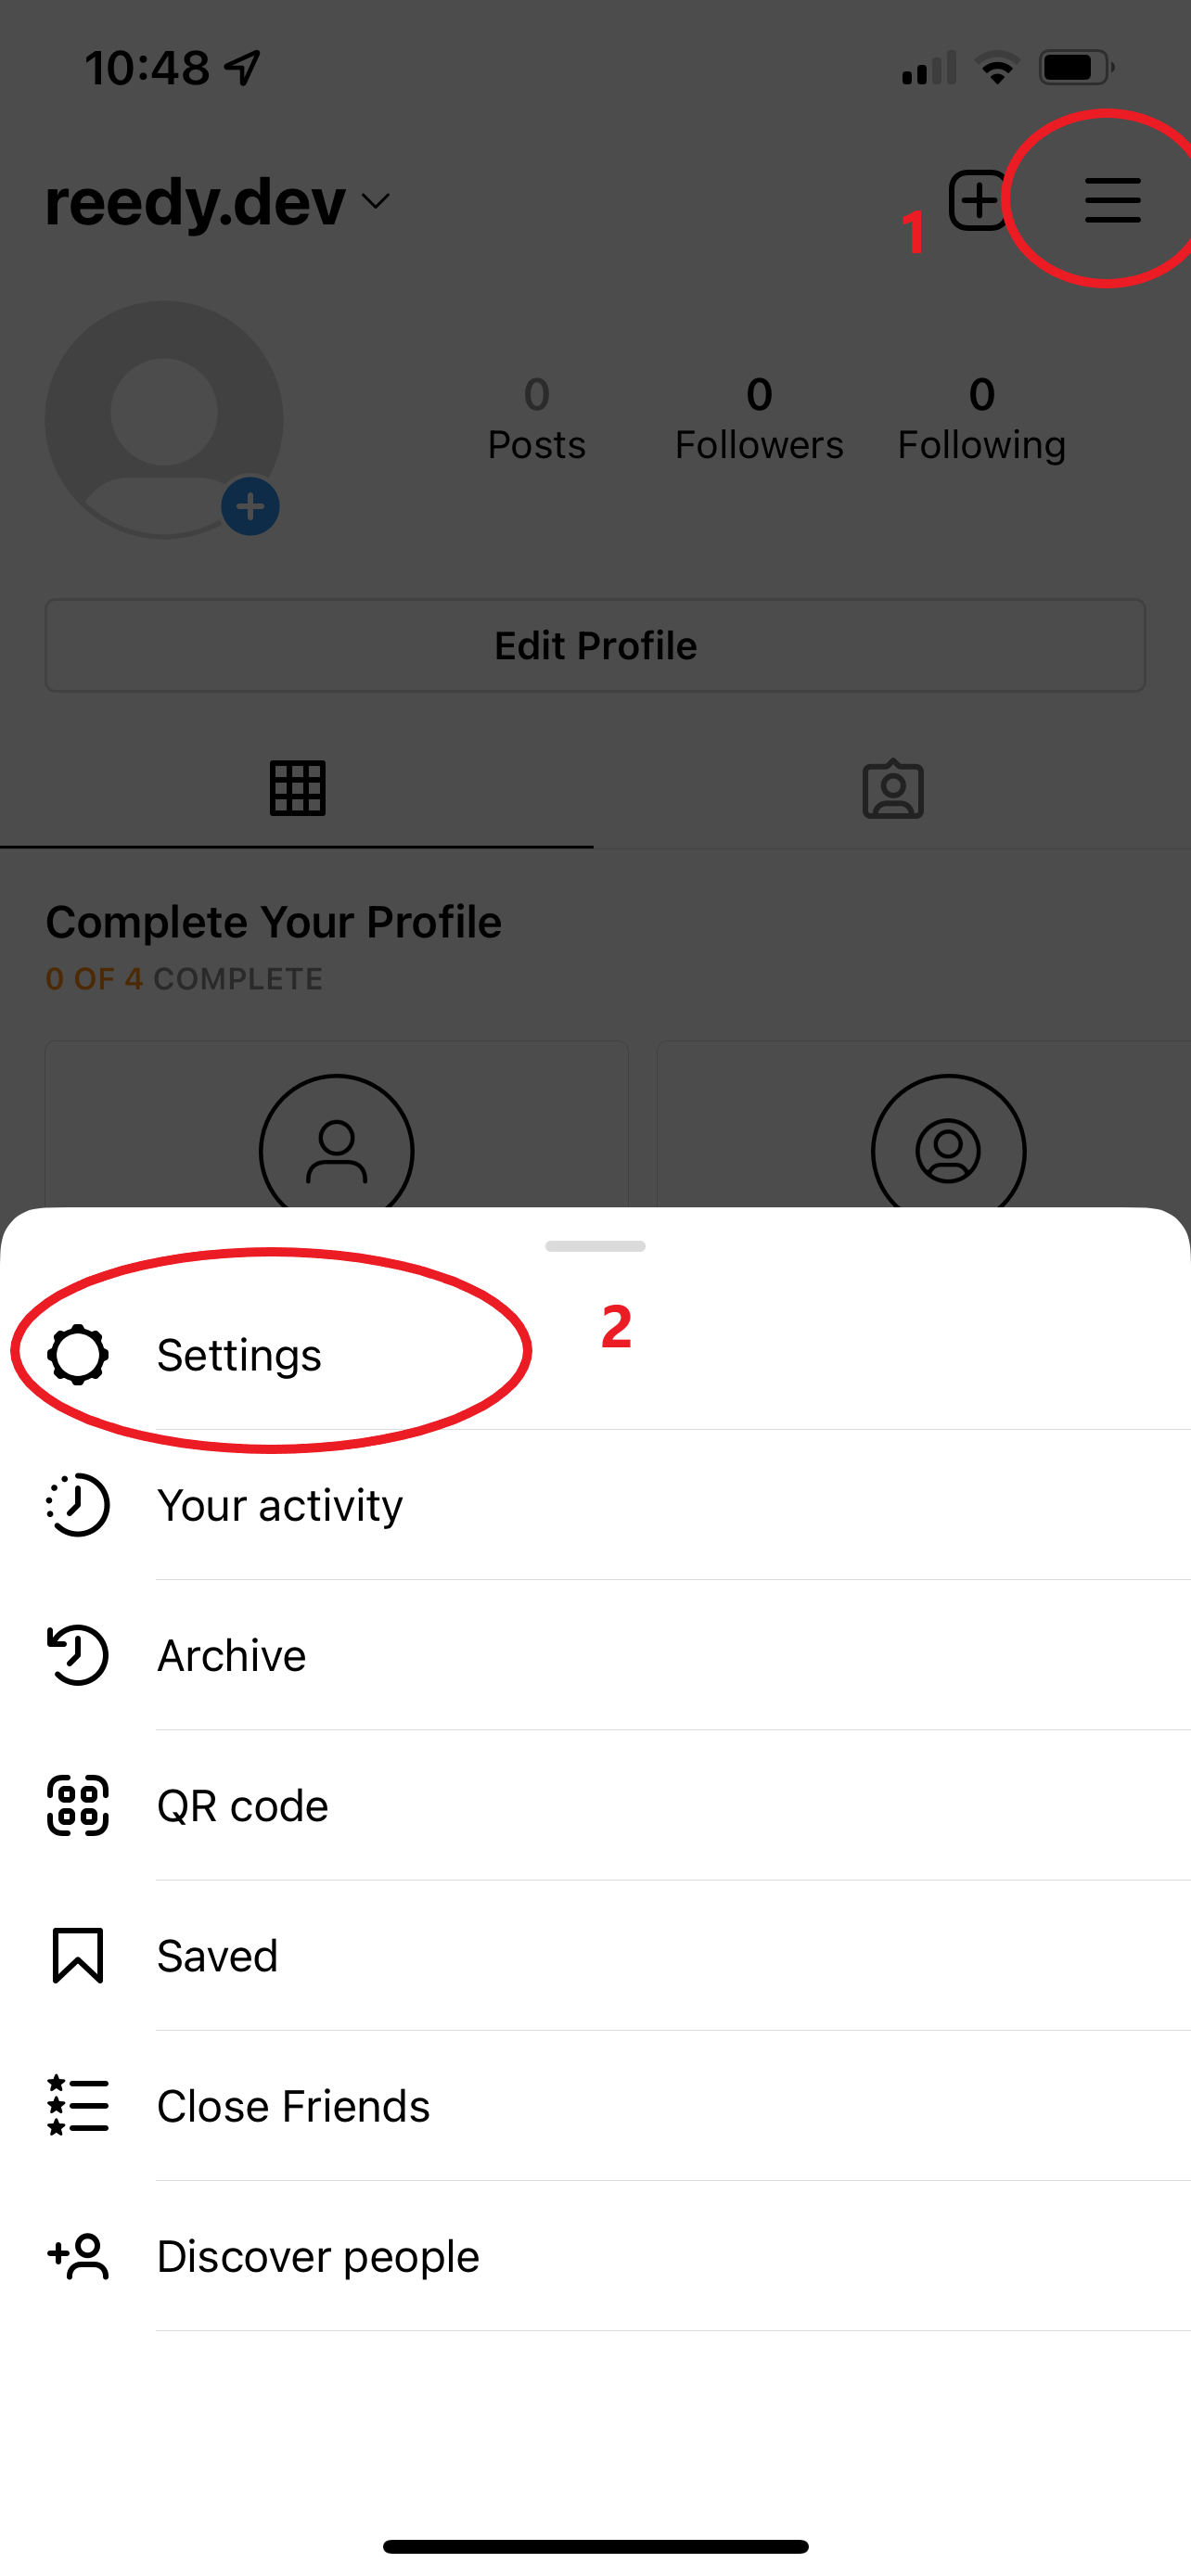 10:48
reedy.dev
1
0 0 0
Posts Followers Following
Edit Profile
Complete Your Profile
0 OF 4 COMPLETE
Settings
2
Your activity
Archive
QR code
Saved
Close Friends
Discover people